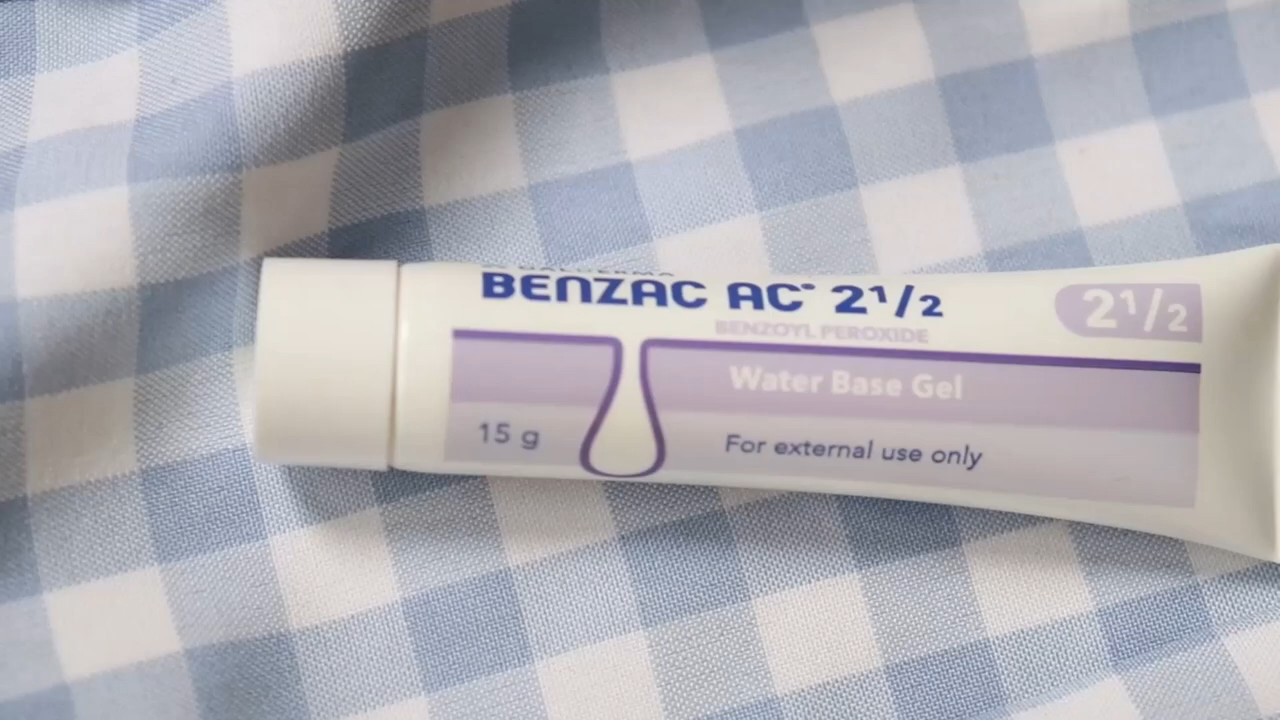 BENZAC AC® 2½
2½
BENZOYL PEROXIDE
Water Base Gel
15 g
For external use only